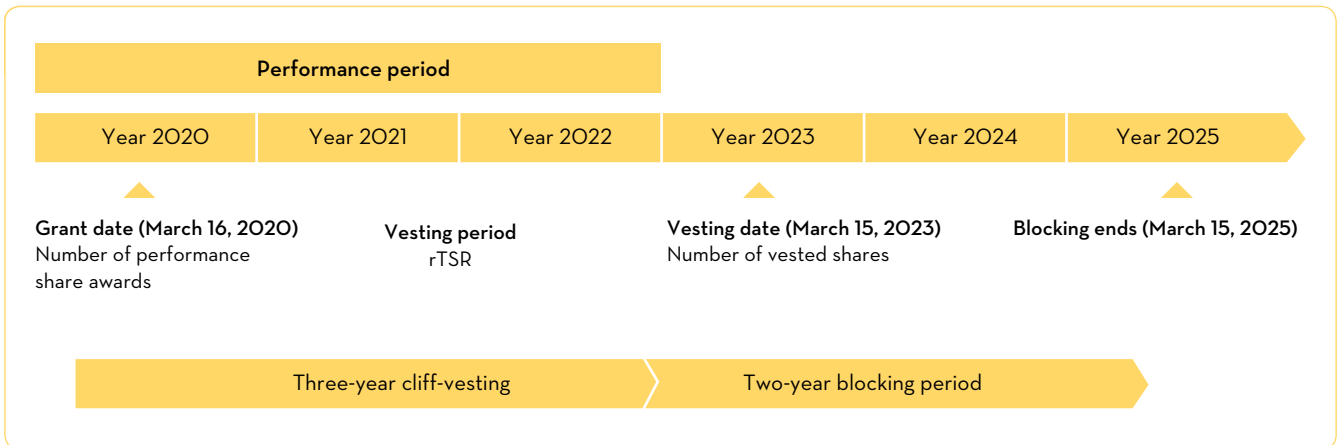 Performance period
Year 2020
Year 2021
Year 2022
Year 2023
Year 2024
Year 2025
Grant date (March 16, 2020)
Number of performance
share awards
Vesting period
rTSR
Vesting date (March 15, 2023)
Number of vested shares
Blocking ends (March 15, 2025)
Three-year cliff-vesting
Two-year blocking period